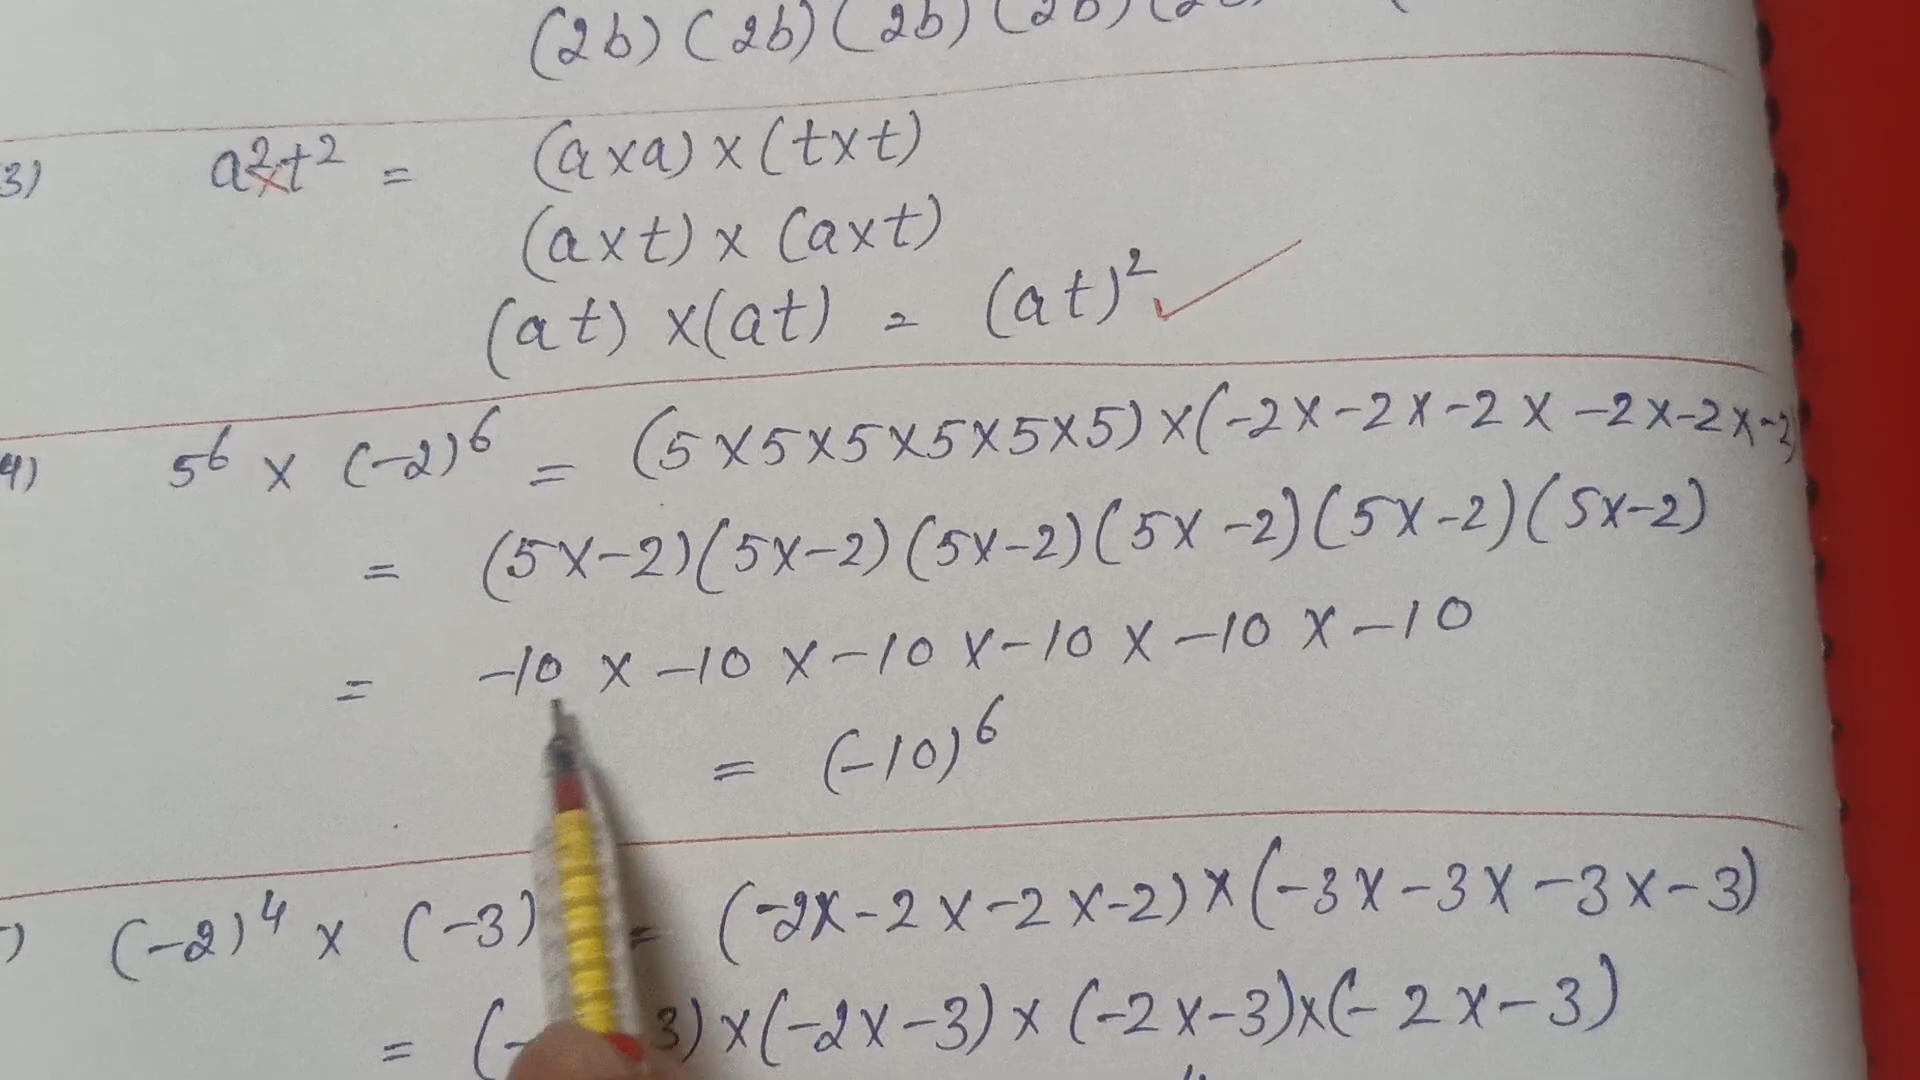 (2b) (2b) (2b) (2b) (2b
3) a² × t² = (a × a) × (t × t)
(a × t) × (a × t)
(at) × (at) = (at)² ✓
4) 5⁶ × (-2)⁶ = (5 × 5 × 5 × 5 × 5 × 5) × (-2 × -2 × -2 × -2 × -2 × -2)
= (5 × -2) (5 × -2) (5 × -2) (5 × -2) (5 × -2) (5 × -2)
= -10 × -10 × -10 × -10 × -10 × -10
= (-10)⁶
) (-2)⁴ × (-3) = (-2 × -2 × -2 × -2) × (-3 × -3 × -3 × -3)
= (- 3) × (-2 × -3) × (-2 × -3) × (-2 × -3)